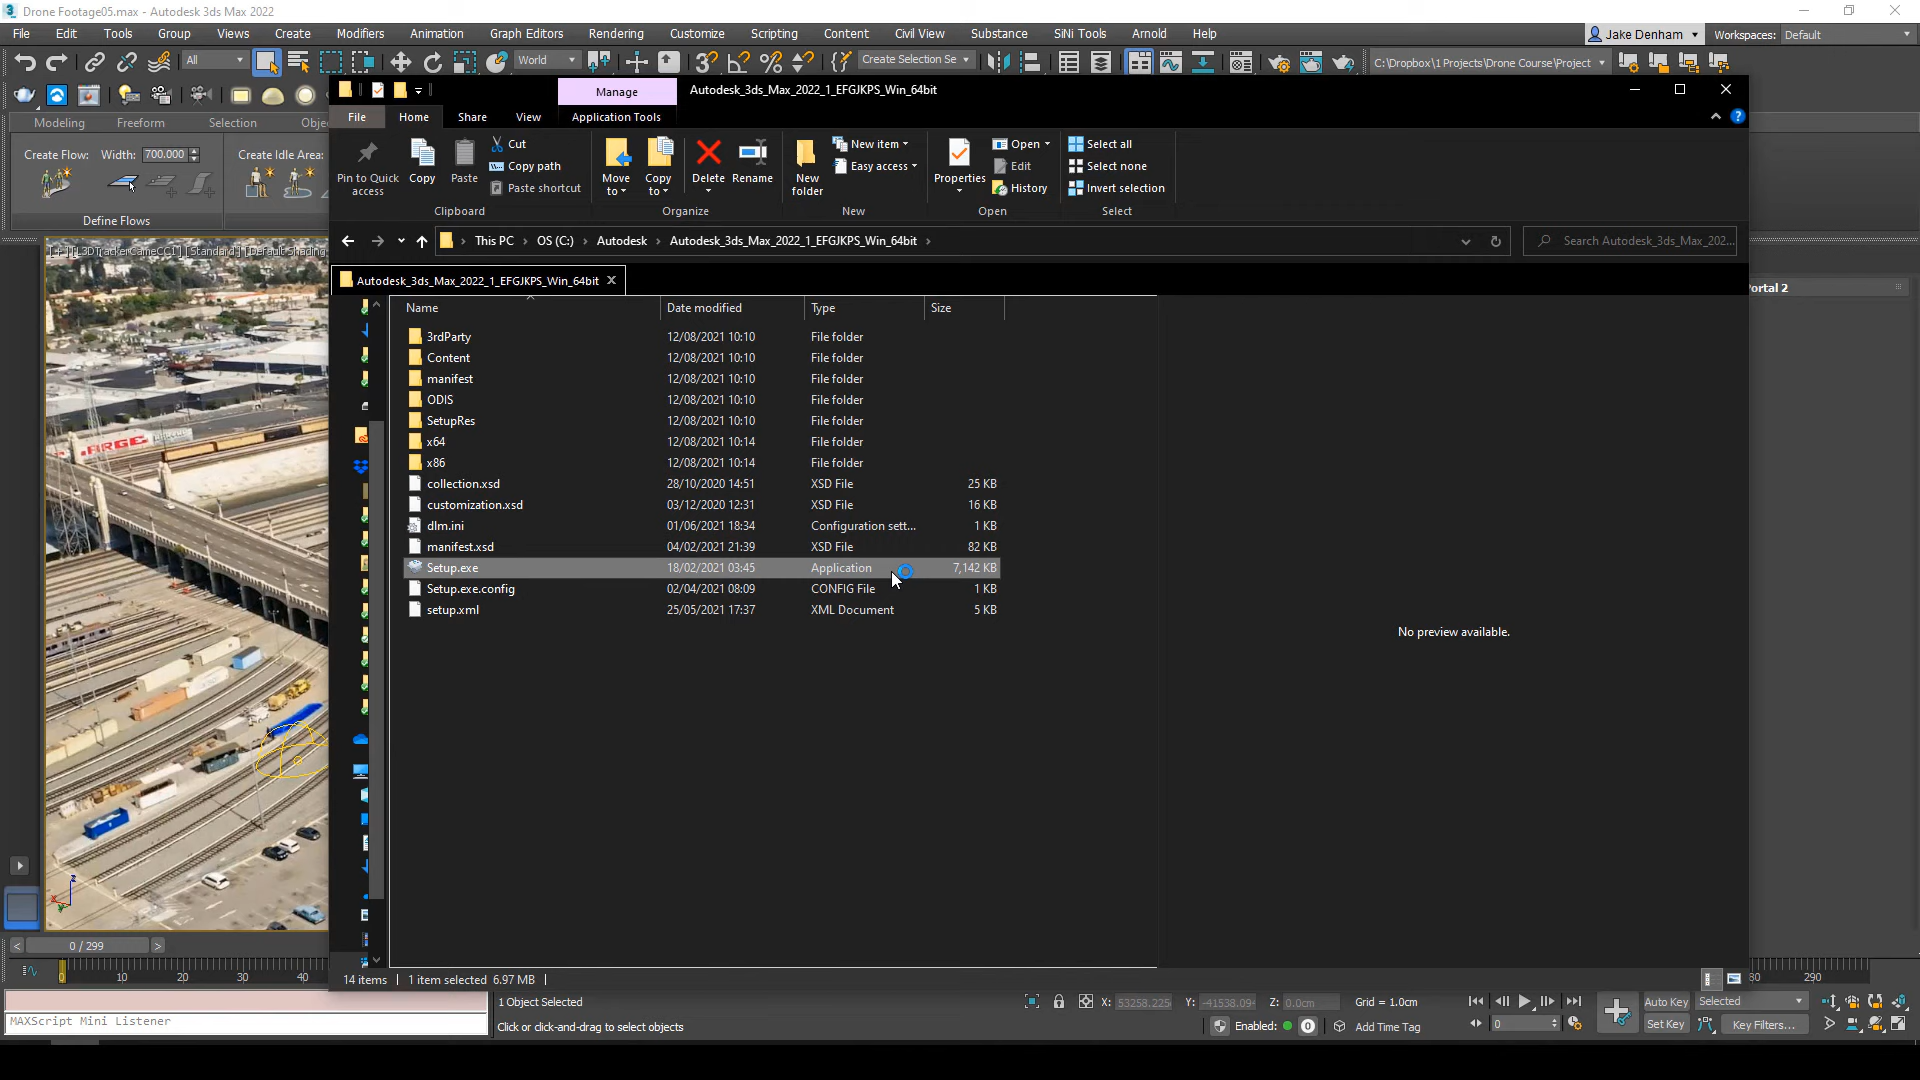 Drone Footage05.max - Autodesk 3ds Max 2022
File Edit Tools Group Views Create Modifiers Animation Graph Editors Rendering Customize Scripting Content Civil View Substance SiNi Tools Arnold Help Jake Denham Workspaces: Default
All World Create Selection Se C:\Dropbox\1 Projects\Drone Course\Project
Manage Autodesk_3ds_Max_2022_1_EFGJKPS_Win_64bit
Modeling Freeform Selection Obje File Home Share View Application Tools
Create Flow: Width: 700.000 Create Idle Area:
Define Flows
Pin to Quick access Copy Paste Cut Copy path Paste shortcut
Move to Copy to Delete Rename New folder New item Easy access
Properties Open Edit History Select all Select none Invert selection
Clipboard Organize New Open Select
This PC OS (C:) Autodesk Autodesk_3ds_Max_2022_1_EFGJKPS_Win_64bit Search Autodesk_3ds_Max_202...
[+] [L3DTrackerCameCC1] [Standard] [Default Shading
Autodesk_3ds_Max_2022_1_EFGJKPS_Win_64bit
ortal 2
Name Date modified Type Size
3rdParty 12/08/2021 10:10 File folder
Content 12/08/2021 10:10 File folder
manifest 12/08/2021 10:10 File folder
ODIS 12/08/2021 10:10 File folder
SetupRes 12/08/2021 10:10 File folder
x64 12/08/2021 10:14 File folder
x86 12/08/2021 10:14 File folder
collection.xsd 28/10/2020 14:51 XSD File 25 KB
customization.xsd 03/12/2020 12:31 XSD File 16 KB
dlm.ini 01/06/2021 18:34 Configuration sett... 1 KB
manifest.xsd 04/02/2021 21:39 XSD File 82 KB
Setup.exe 18/02/2021 03:45 Application 7,142 KB
Setup.exe.config 02/04/2021 08:09 CONFIG File 1 KB
setup.xml 25/05/2021 17:37 XML Document 5 KB
No preview available.
0 / 299
0 10 20 30 40
14 items 1 item selected 6.97 MB
80 290
1 Object Selected X: 53258.225 Y: -41538.09 Z: 0.0cm Grid = 1.0cm Auto Key Selected
MAXScript Mini Listener Click or click-and-drag to select objects Enabled: 0 Add Time Tag 0 Set Key Key Filters...